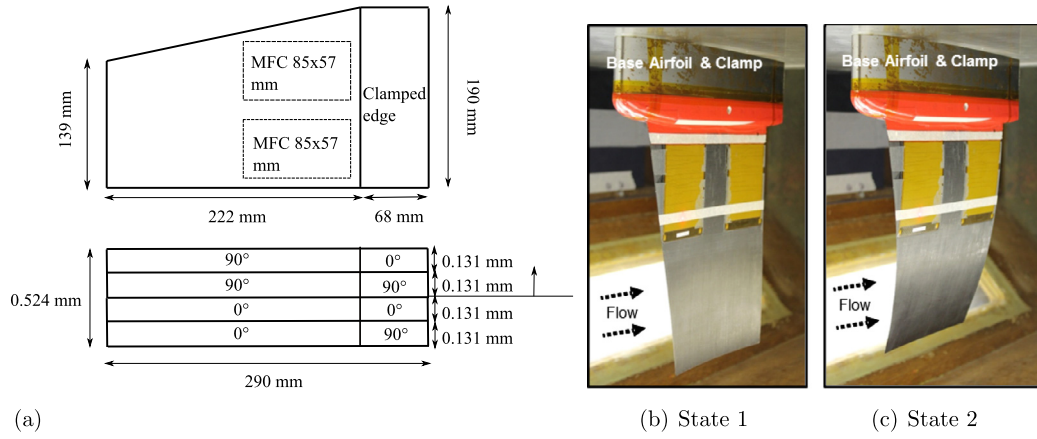 MFC 85x57
mm
Clamped
edge
MFC 85x57
mm
139 mm
190 mm
222 mm
68 mm
90°
0°
0.131 mm
90°
90°
0.131 mm
0.524 mm
0°
0°
0.131 mm
0°
90°
0.131 mm
290 mm
(a)
Base Airfoil & Clamp
Flow
(b) State 1
Base Airfoil & Clamp
Flow
(c) State 2